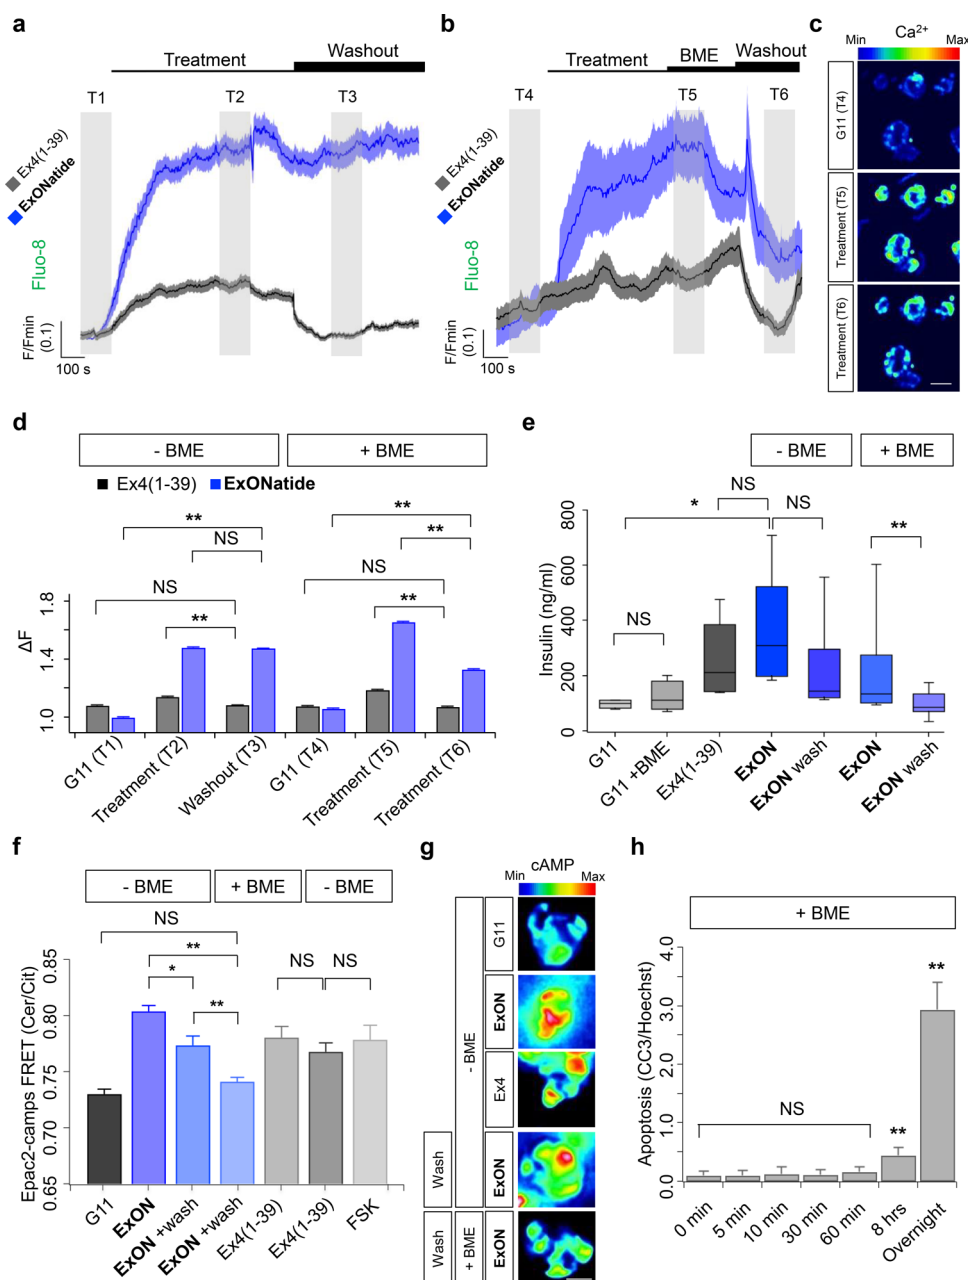 a
Treatment
Washout
T1
T2
T3
Ex4(1-39)
ExONatide
Fluo-8
F/Fmin
(0.1)
100 s
b
Treatment
BME
Washout
T4
T5
T6
Ex4(1-39)
ExONatide
Fluo-8
F/Fmin
(0.1)
100 s
c
Ca2+
Min
Max
G11 (T4)
Treatment (T5)
Treatment (T6)
d
- BME
+ BME
Ex4(1-39)
ExONatide
**
**
NS
**
NS
NS
**
**
ΔF
1.8
1.4
1.0
G11 (T1)
Treatment (T2)
Washout (T3)
G11 (T4)
Treatment (T5)
Treatment (T6)
e
- BME
+ BME
NS
*
NS
**
NS
Insulin (ng/ml)
800
600
400
200
0
G11
G11 +BME
Ex4(1-39)
ExON
ExON wash
ExON
ExON wash
f
- BME
+ BME
- BME
NS
**
*
**
NS
NS
Epac2-camps FRET (Cer/Cit)
0.85
0.80
0.75
0.70
0.65
G11
ExON
ExON +wash
ExON +wash
Ex4(1-39)
Ex4(1-39)
FSK
g
cAMP
Min
Max
- BME
G11
ExON
Ex4
Wash
ExON
Wash
+ BME
ExON
h
+ BME
Apoptosis (CC3/Hoechst)
4.0
3.0
2.0
1.0
0.0
NS
**
**
0 min
5 min
10 min
30 min
60 min
8 hrs
Overnight